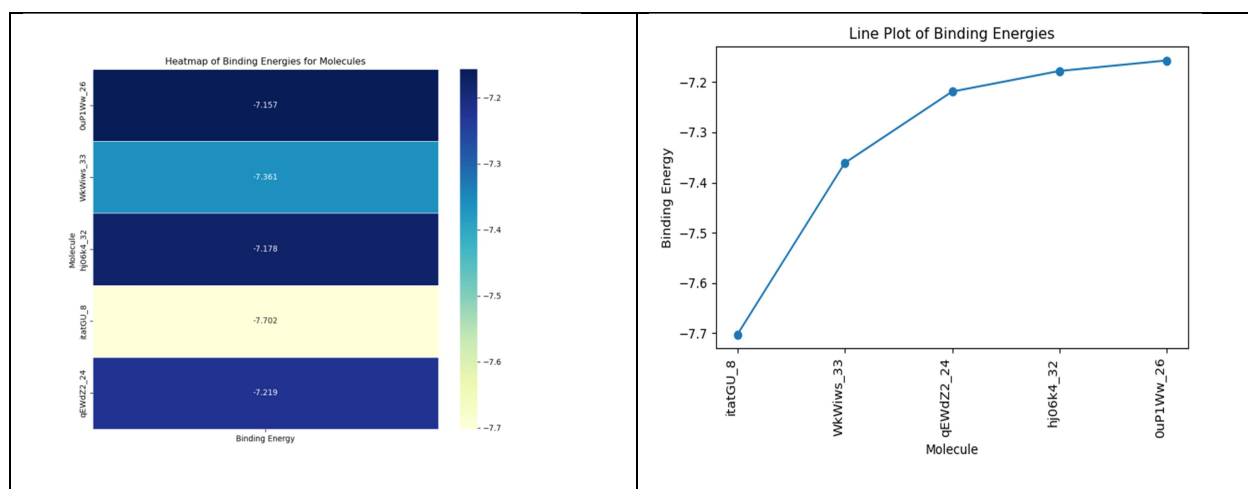 Heatmap of Binding Energies for Molecules
0uP1Ww_26
-7.157
WkWiws_33
-7.361
Molecule
hj06k4_32
-7.178
itatGU_8
-7.702
qEWdZ2_24
-7.219
Binding Energy
-7.2
-7.3
-7.4
-7.5
-7.6
-7.7
Line Plot of Binding Energies
Binding Energy
−7.2
−7.3
−7.4
−7.5
−7.6
−7.7
itatGU_8
WkWiws_33
qEWdZ2_24
hj06k4_32
0uP1Ww_26
Molecule